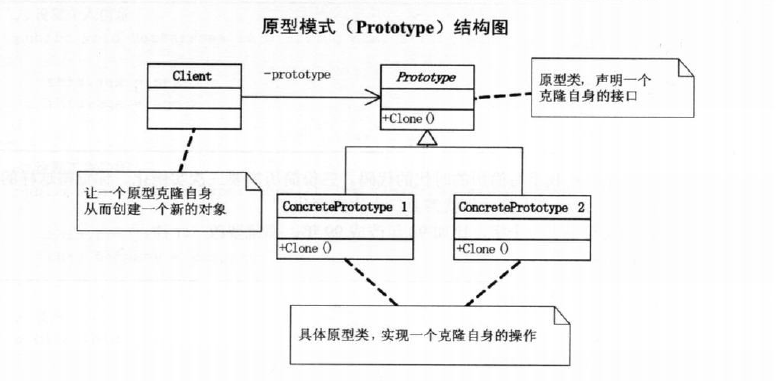 原型模式（Prototype）结构图
Client
-prototype
Prototype
+Clone()
原型类，声明一个
克隆自身的接口
让一个原型克隆自身
从而创建一个新的对象
ConcretePrototype 1
+Clone()
ConcretePrototype 2
+Clone()
具体原型类，实现一个克隆自身的操作